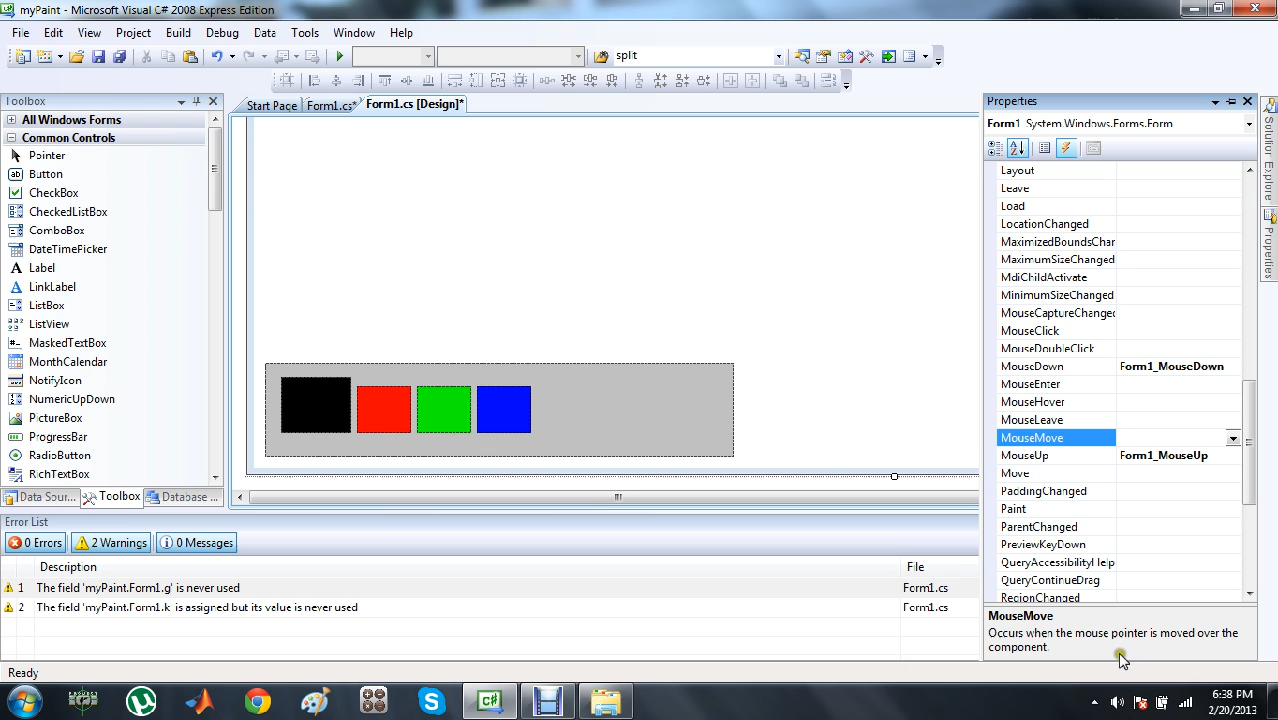 myPaint - Microsoft Visual C# 2008 Express Edition
File Edit View Project Build Debug Data Tools Window Help
split
Toolbox
Start Page Form1.cs* Form1.cs [Design]*
Properties
All Windows Forms
Common Controls
Pointer
Button
CheckBox
CheckedListBox
ComboBox
DateTimePicker
Label
LinkLabel
ListBox
ListView
MaskedTextBox
MonthCalendar
NotifyIcon
NumericUpDown
PictureBox
ProgressBar
RadioButton
RichTextBox
Data Sour... Toolbox Database ...
Form1 System.Windows.Forms.Form
Layout
Leave
Load
LocationChanged
MaximizedBoundsChar
MaximumSizeChanged
MdiChildActivate
MinimumSizeChanged
MouseCaptureChanged
MouseClick
MouseDoubleClick
MouseDown Form1_MouseDown
MouseEnter
MouseHover
MouseLeave
MouseMove
MouseUp Form1_MouseUp
Move
PaddingChanged
Paint
ParentChanged
PreviewKeyDown
QueryAccessibilityHelp
QueryContinueDrag
RegionChanged
MouseMove
Occurs when the mouse pointer is moved over the
component.
Solution Explore
Properties
Error List
0 Errors 2 Warnings 0 Messages
Description File
1 The field 'myPaint.Form1.g' is never used Form1.cs
2 The field 'myPaint.Form1.k' is assigned but its value is never used Form1.cs
Ready
6:38 PM
2/20/2013